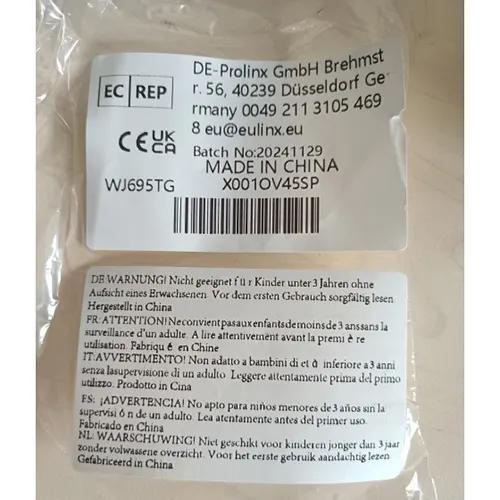 EC REP
DE-Prolinx GmbH Brehmst
r. 56, 40239 Düsseldorf Ge
rmany 0049 211 3105 469
8 eu@eulinx.eu
CE UK CA
Batch No:20241129
MADE IN CHINA
WJ695TG
X001OV45SP
DE:WARNUNG! Nicht geeignet f ü r Kinder unter 3 Jahren ohne
Aufsicht eines Erwachsenen. Vor dem ersten Gebrauch sorgfältig lesen
Hergestellt in China
FR:ATTENTION! Neconvientpasauxenfantsdemoinsde 3 anssans la
surveillance d'un adulte. A lire attentivement avant la premi è re
utilisation. Fabriqu é en Chine
IT:AVVERTIMENTO! Non adatto a bambini di et à inferiore a 3 anni
senza lasupervisione di un adulto. Leggere attentamente prima del primo
utilizzo. Prodotto in Cina
ES: ¡ADVERTENCIA! No apto para niños menores de 3 años sin la
supervisi ó n de un adulto. Lea atentamente antes del primer uso.
Fabricado en China
NL: WAARSCHUWING! Niet geschikt voor kinderen jonger dan 3 jaar
zonder volwassene overzicht. Voor het eerste gebruik aandachtig lezen
Gefabriceerd in China